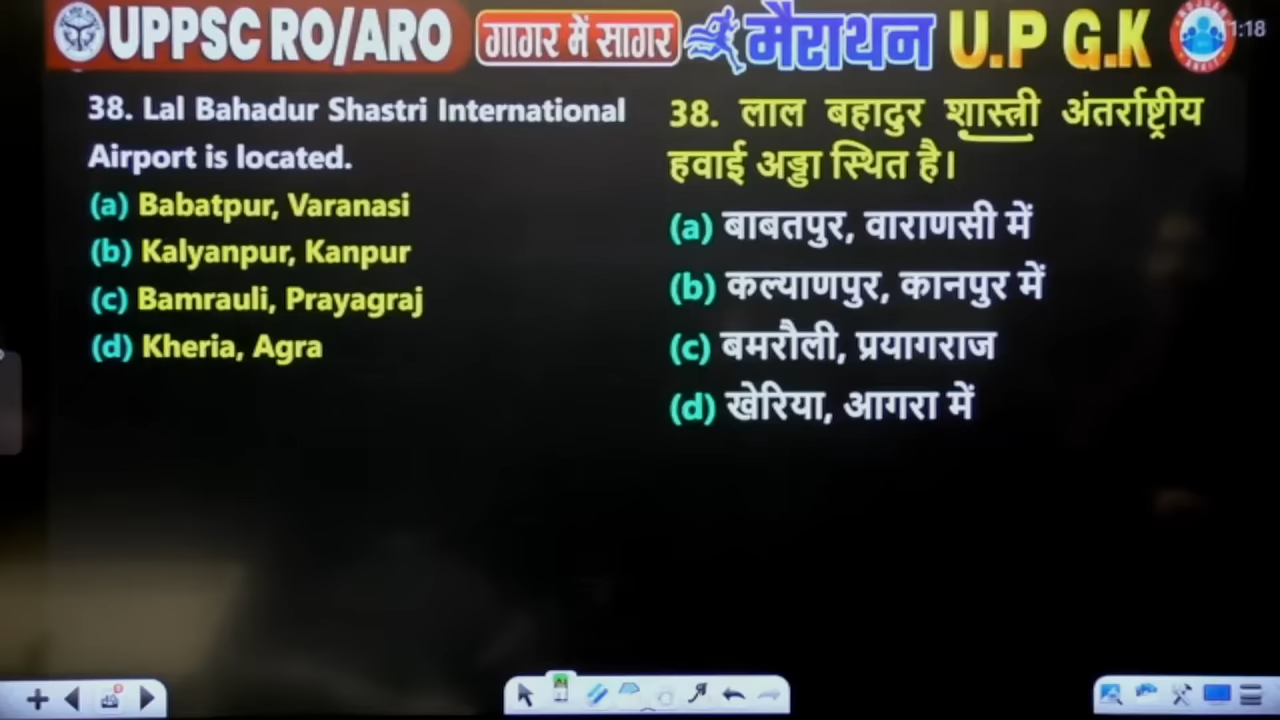 UPPSC RO/ARO गागर में सागर मैराथन U.P G.K
1:18
38. Lal Bahadur Shastri International
Airport is located.
(a) Babatpur, Varanasi
(b) Kalyanpur, Kanpur
(c) Bamrauli, Prayagraj
(d) Kheria, Agra
38. लाल बहादुर शास्त्री अंतर्राष्ट्रीय
हवाई अड्डा स्थित है।
(a) बाबतपुर, वाराणसी में
(b) कल्याणपुर, कानपुर में
(c) बमरौली, प्रयागराज
(d) खेरिया, आगरा में